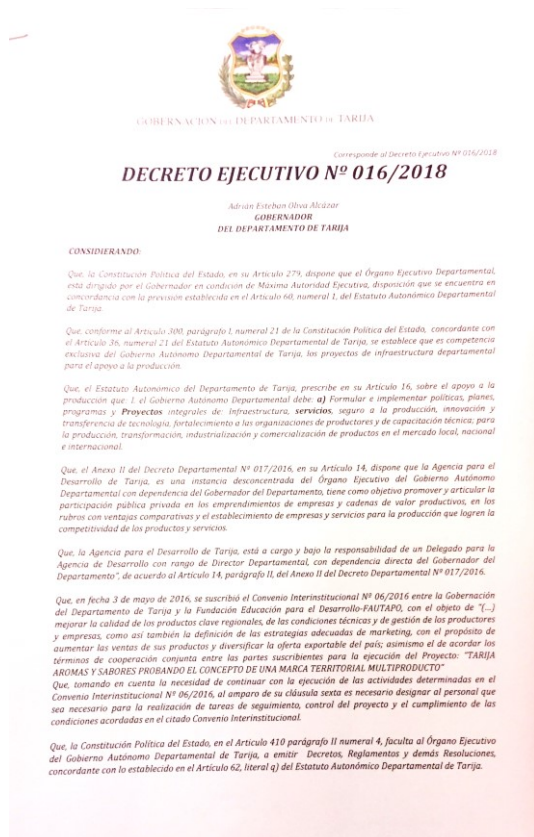 GOBERNACIÓN DEL DEPARTAMENTO DE TARIJA
Corresponde al Decreto Ejecutivo Nº 016/2018
DECRETO EJECUTIVO Nº 016/2018
Adrián Esteban Oliva Alcázar
GOBERNADOR
DEL DEPARTAMENTO DE TARIJA
CONSIDERANDO:
Que, la Constitución Política del Estado, en su Artículo 279, dispone que el Órgano Ejecutivo Departamental,
está dirigido por el Gobernador en condición de Máxima Autoridad Ejecutiva, disposición que se encuentra en
concordancia con la previsión establecida en el Artículo 60, numeral 1, del Estatuto Autonómico Departamental
de Tarija.
Que, conforme al Artículo 300, parágrafo I, numeral 21 de la Constitución Política del Estado, concordante con
el Artículo 36, numeral 21 del Estatuto Autonómico Departamental de Tarija, se establece que es competencia
exclusiva del Gobierno Autónomo Departamental de Tarija, los proyectos de infraestructura departamental
para el apoyo a la producción.
Que, el Estatuto Autonómico del Departamento de Tarija, prescribe en su Artículo 16, sobre el apoyo a la
producción que: I. el Gobierno Autónomo Departamental debe: a) Formular e implementar políticas, planes,
programas y Proyectos integrales de: Infraestructura, servicios, seguro a la producción, innovación y
transferencia de tecnología, fortalecimiento a las organizaciones de productores y de capacitación técnica; para
la producción, transformación, industrialización y comercialización de productos en el mercado local, nacional
e internacional.
Que, el Anexo II del Decreto Departamental Nº 017/2016, en su Artículo 14, dispone que la Agencia para el
Desarrollo de Tarija, es una instancia desconcentrada del Órgano Ejecutivo del Gobierno Autónomo
Departamental con dependencia del Gobernador del Departamento, tiene como objetivo promover y articular la
participación pública privada en los emprendimientos de empresas y cadenas de valor productivos, en los
rubros con ventajas comparativas y el establecimiento de empresas y servicios para la producción que logren la
competitividad de los productos y servicios.
Que, la Agencia para el Desarrollo de Tarija, está a cargo y bajo la responsabilidad de un Delegado para la
Agencia de Desarrollo con rango de Director Departamental, con dependencia directa del Gobernador del
Departamento", de acuerdo al Artículo 14, parágrafo II, del Anexo II del Decreto Departamental Nº 017/2016.
Que, en fecha 3 de mayo de 2016, se suscribió el Convenio Interinstitucional Nº 06/2016 entre la Gobernación
del Departamento de Tarija y la Fundación Educación para el Desarrollo-FAUTAPO, con el objeto de "(...)
mejorar la calidad de los productos clave regionales, de las condiciones técnicas y de gestión de los productores
y empresas, como así también la definición de las estrategias adecuadas de marketing, con el propósito de
aumentar las ventas de sus productos y diversificar la oferta exportable del país; asimismo el de acordar los
términos de cooperación conjunta entre las partes suscribientes para la ejecución del Proyecto: "TARIJA
AROMAS Y SABORES PROBANDO EL CONCEPTO DE UNA MARCA TERRITORIAL MULTIPRODUCTO"
Que, tomando en cuenta la necesidad de continuar con la ejecución de las actividades determinadas en el
Convenio Interinstitucional Nº 06/2016, al amparo de su cláusula sexta es necesario designar al personal que
sea necesario para la realización de tareas de seguimiento, control del proyecto y el cumplimiento de las
condiciones acordadas en el citado Convenio Interinstitucional.
Que, la Constitución Política del Estado, en el Artículo 410 parágrafo II numeral 4, faculta al Órgano Ejecutivo
del Gobierno Autónomo Departamental de Tarija, a emitir Decretos, Reglamentos y demás Resoluciones,
concordante con lo establecido en el Artículo 62, literal q) del Estatuto Autonómico Departamental de Tarija.